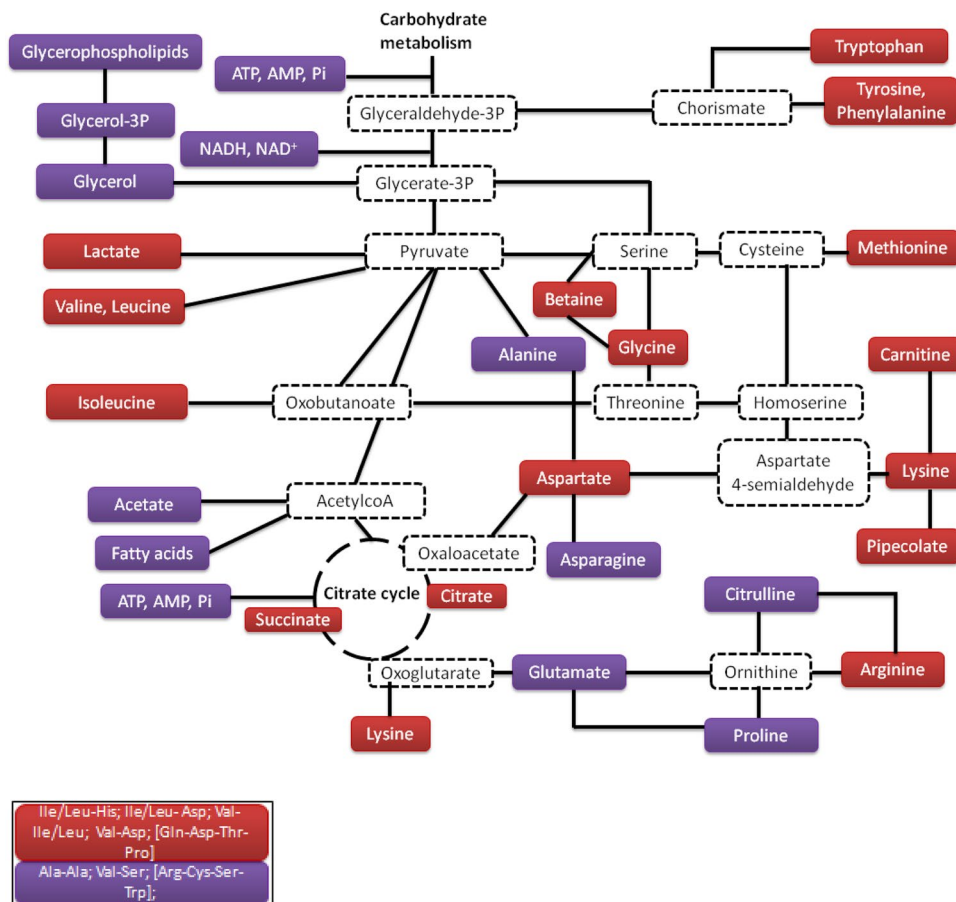 Carbohydrate
metabolism
Glycerophospholipids
ATP, AMP, Pi
Tryptophan
Glycerol-3P
Glyceraldehyde-3P
Chorismate
Tyrosine,
Phenylalanine
NADH, NAD⁺
Glycerol
Glycerate-3P
Lactate
Pyruvate
Serine
Cysteine
Methionine
Valine, Leucine
Betaine
Alanine
Glycine
Carnitine
Isoleucine
Oxobutanoate
Threonine
Homoserine
Aspartate
Aspartate
4-semialdehyde
Lysine
Acetate
AcetylcoA
Fatty acids
Oxaloacetate
Asparagine
Pipecolate
ATP, AMP, Pi
Citrate cycle
Citrate
Citrulline
Succinate
Oxoglutarate
Glutamate
Ornithine
Arginine
Lysine
Proline
Ile/Leu-His; Ile/Leu- Asp; Val-
Ile/Leu; Val-Asp; [Gln-Asp-Thr-
Pro]
Ala-Ala; Val-Ser; [Arg-Cys-Ser-
Trp];